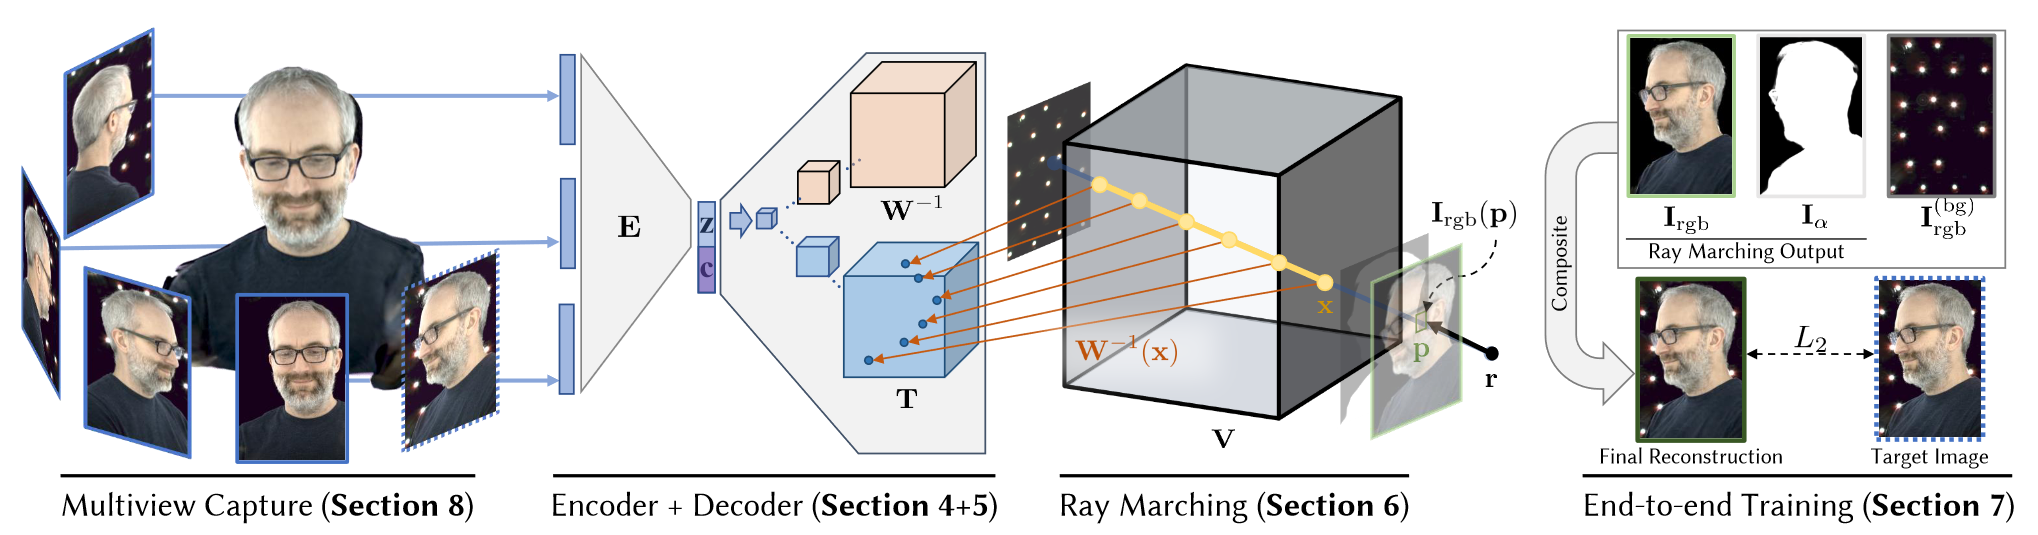 E
z
c
W⁻¹
T
W⁻¹(x)
x
V
I_rgb(p)
p
r
Composite
I_rgb
I_α
I_rgb^(bg)
Ray Marching Output
L₂
Final Reconstruction
Target Image
Multiview Capture (Section 8)
Encoder + Decoder (Section 4+5)
Ray Marching (Section 6)
End-to-end Training (Section 7)